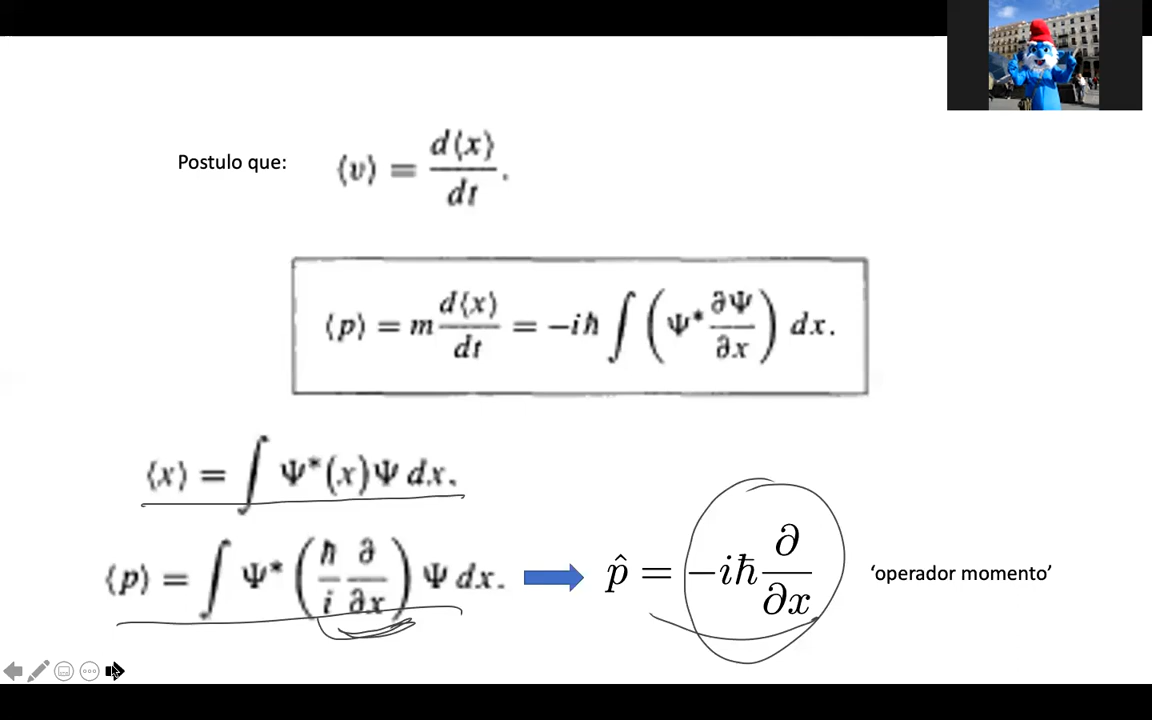 Postulo que: ⟨v⟩ = d⟨x⟩/dt.
⟨p⟩ = m d⟨x⟩/dt = −iℏ ∫ (Ψ* ∂Ψ/∂x) dx.
⟨x⟩ = ∫ Ψ*(x)Ψ dx.
⟨p⟩ = ∫ Ψ* (ℏ/i ∂/∂x) Ψ dx. p̂ = −iℏ ∂/∂x 'operador momento'